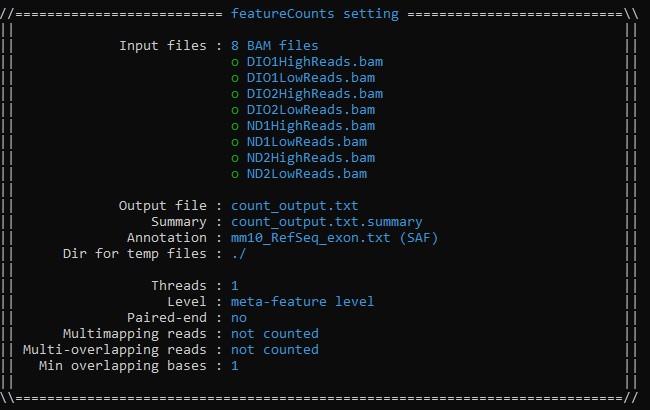 //========================== featureCounts setting ===========================\\
||                                                                            ||
||             Input files : 8 BAM files                                      ||
||                           o DIO1HighReads.bam                              ||
||                           o DIO1LowReads.bam                               ||
||                           o DIO2HighReads.bam                              ||
||                           o DIO2LowReads.bam                               ||
||                           o ND1HighReads.bam                               ||
||                           o ND1LowReads.bam                                ||
||                           o ND2HighReads.bam                               ||
||                           o ND2LowReads.bam                                ||
||                                                                            ||
||             Output file : count_output.txt                                 ||
||                 Summary : count_output.txt.summary                         ||
||              Annotation : mm10_RefSeq_exon.txt (SAF)                       ||
||      Dir for temp files : ./                                               ||
||                                                                            ||
||                 Threads : 1                                                ||
||                   Level : meta-feature level                               ||
||              Paired-end : no                                               ||
||      Multimapping reads : not counted                                      ||
|| Multi-overlapping reads : not counted                                      ||
||   Min overlapping bases : 1                                                ||
||                                                                            ||
\\============================================================================//